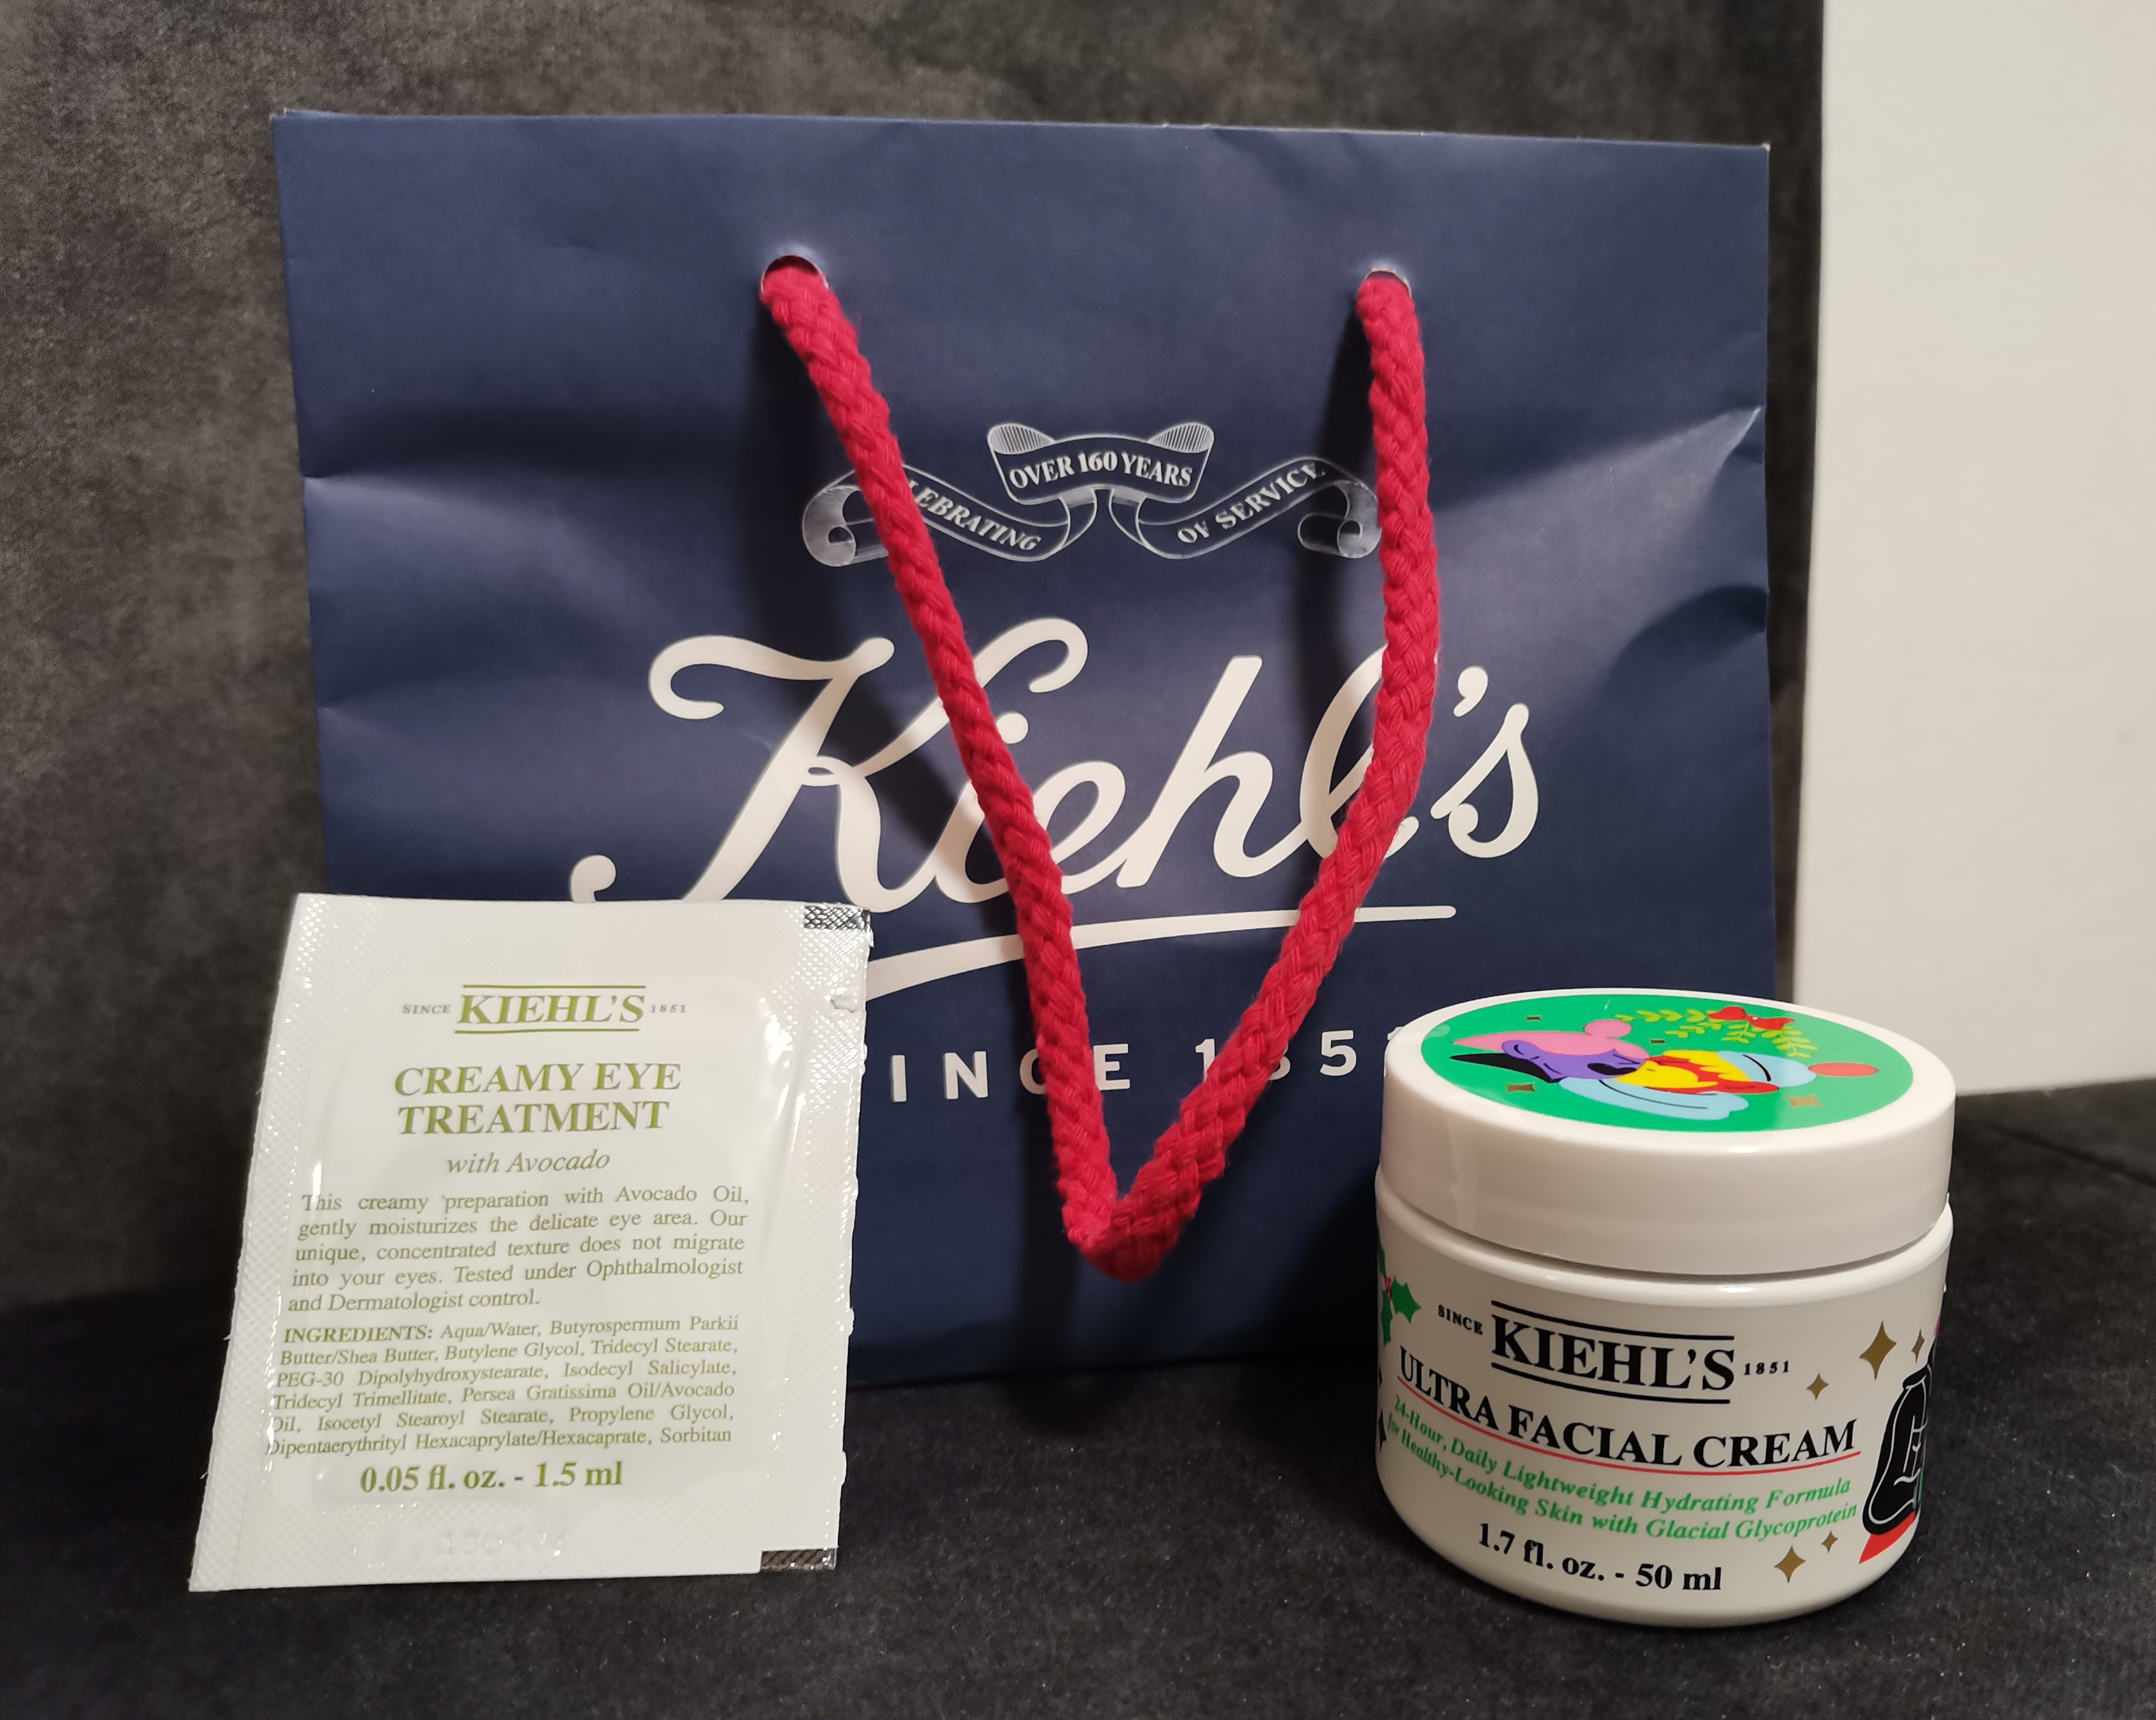 OVER 160 YEARS
OF SERVICE
Kiehl's
SINCE KIEHL'S 1851
CREAMY EYE
TREATMENT
with Avocado
This creamy preparation with Avocado Oil,
gently moisturizes the delicate eye area. Our
unique, concentrated texture does not migrate
into your eyes. Tested under Ophthalmologist
and Dermatologist control.
INGREDIENTS: Aqua/Water, Butyrospermum Parkii
Butter/Shea Butter, Butylene Glycol, Tridecyl Stearate,
PEG-30 Dipolyhydroxystearate, Isodecyl Salicylate,
Tridecyl Trimellitate, Persea Gratissima Oil/Avocado
Oil, Isocetyl Stearoyl Stearate, Propylene Glycol,
Dipentaerythrityl Hexacaprylate/Hexacaprate, Sorbitan
0.05 fl. oz. - 1.5 ml
SINCE KIEHL'S 1851
ULTRA FACIAL CREAM
24-Hour, Daily Lightweight Hydrating Formula
for Healthy-Looking Skin with Glacial Glycoprotein
1.7 fl. oz. - 50 ml